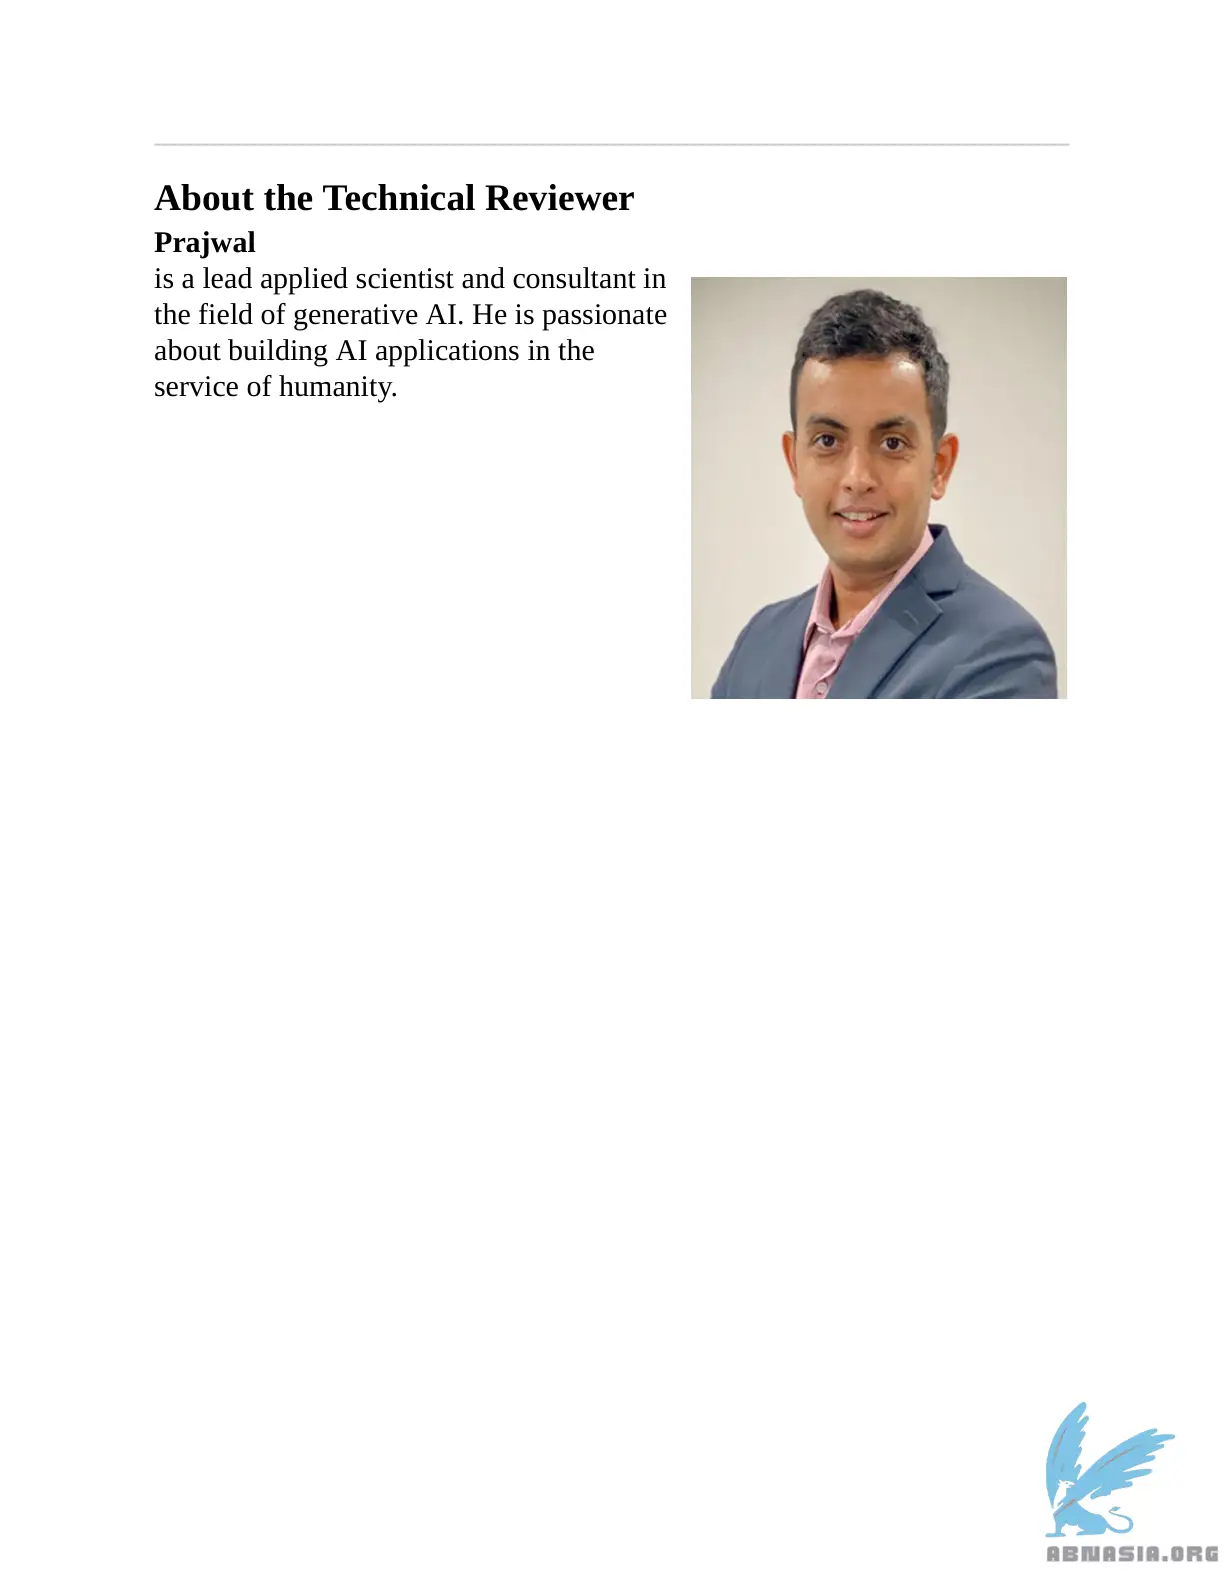 About the Technical Reviewer
Prajwal
is a lead applied scientist and consultant in
the field of generative AI. He is passionate
about building AI applications in the
service of humanity.
ABNASIA.ORG